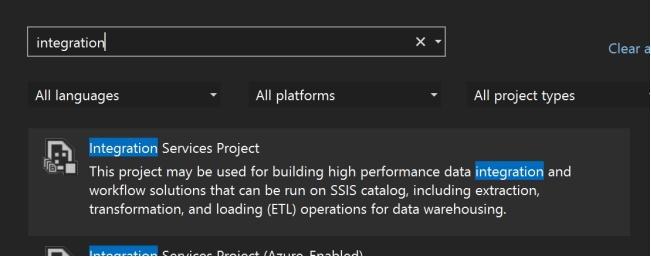 integration
Clear a
All languages
All platforms
All project types
Integration Services Project
This project may be used for building high performance data integration and
workflow solutions that can be run on SSIS catalog, including extraction,
transformation, and loading (ETL) operations for data warehousing.
Integration Services Project (Azure-Enabled)